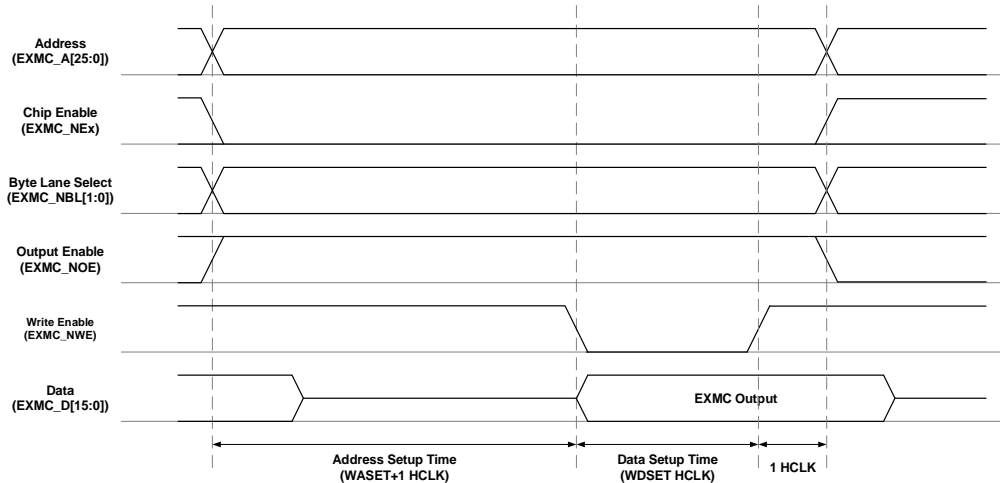 Address
(EXMC_A[25:0])
Chip Enable
(EXMC_NEx)
Byte Lane Select
(EXMC_NBL[1:0])
Output Enable
(EXMC_NOE)
Write Enable
(EXMC_NWE)
Data
(EXMC_D[15:0])
EXMC Output
Address Setup Time
(WASET+1 HCLK)
Data Setup Time
(WDSET HCLK)
1 HCLK